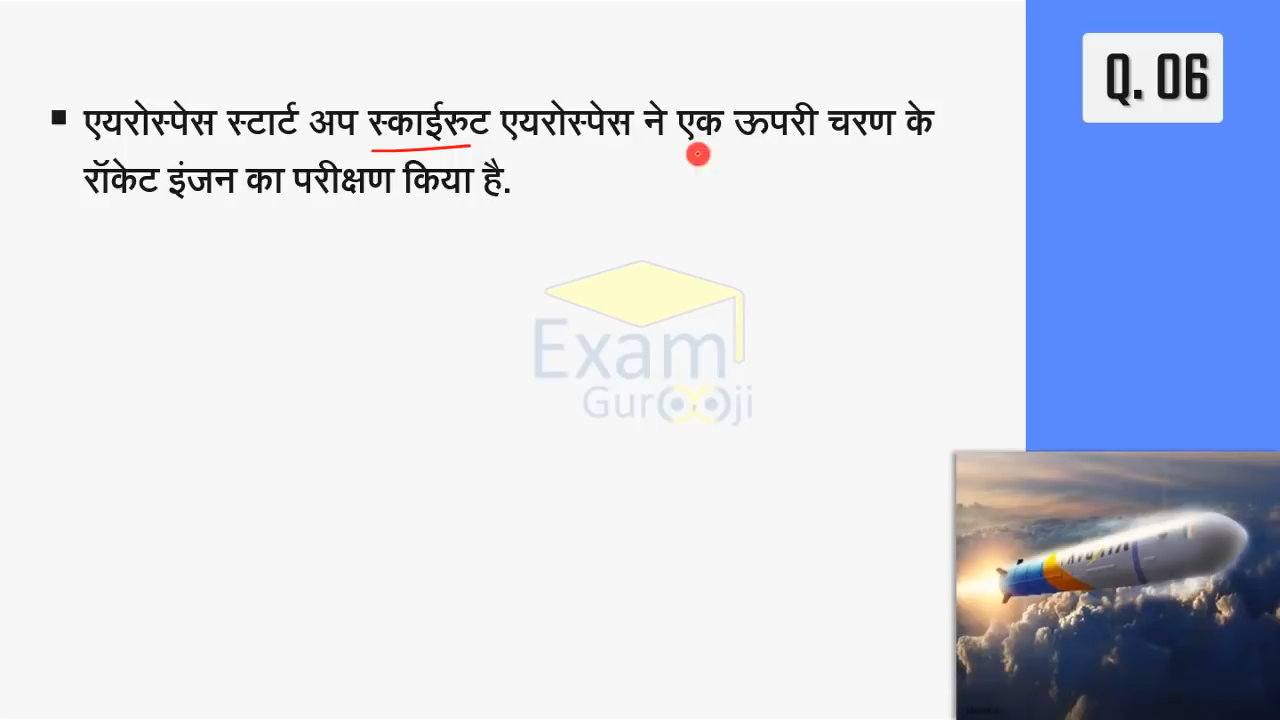 Q. 06
▪ एयरोस्पेस स्टार्ट अप स्काईरुट एयरोस्पेस ने एक ऊपरी चरण के
रॉकेट इंजन का परीक्षण किया है.
Exam
Gurooji